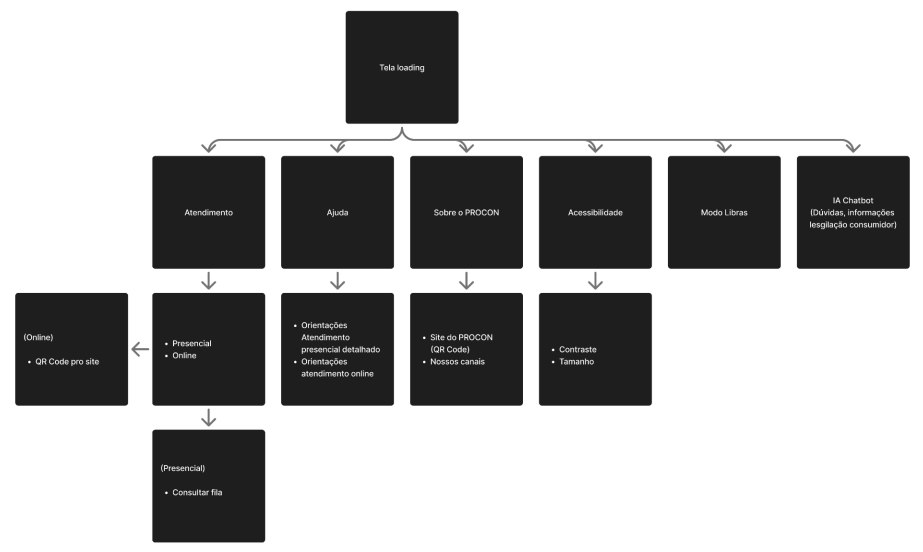 Tela loading
Atendimento
Ajuda
Sobre o PROCON
Acessibilidade
Modo Libras
IA Chatbot
(Dúvidas, informações
lesgilação consumidor)
(Online)
• QR Code pro site
• Presencial
• Online
• Orientações
Atendimento
presencial detalhado
• Orientações
atendimento online
• Site do PROCON
(QR Code)
• Nossos canais
• Contraste
• Tamanho
(Presencial)
• Consultar fila